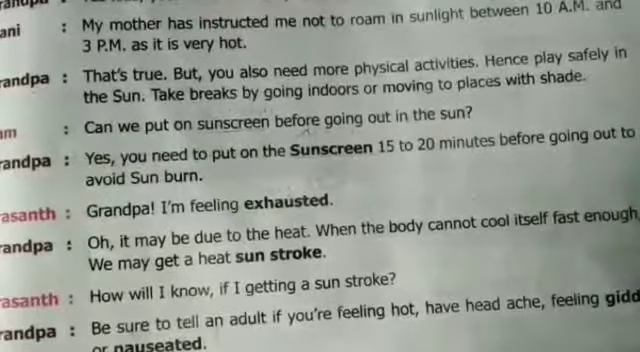 ani : My mother has instructed me not to roam in sunlight between 10 A.M. and
3 P.M. as it is very hot.
randpa : That's true. But, you also need more physical activities. Hence play safely in
the Sun. Take breaks by going indoors or moving to places with shade.
am : Can we put on sunscreen before going out in the sun?
randpa : Yes, you need to put on the Sunscreen 15 to 20 minutes before going out to
avoid Sun burn.
asanth : Grandpa! I'm feeling exhausted.
randpa : Oh, it may be due to the heat. When the body cannot cool itself fast enough,
We may get a heat sun stroke.
asanth : How will I know, if I getting a sun stroke?
randpa : Be sure to tell an adult if you're feeling hot, have head ache, feeling gidd
or nauseated.